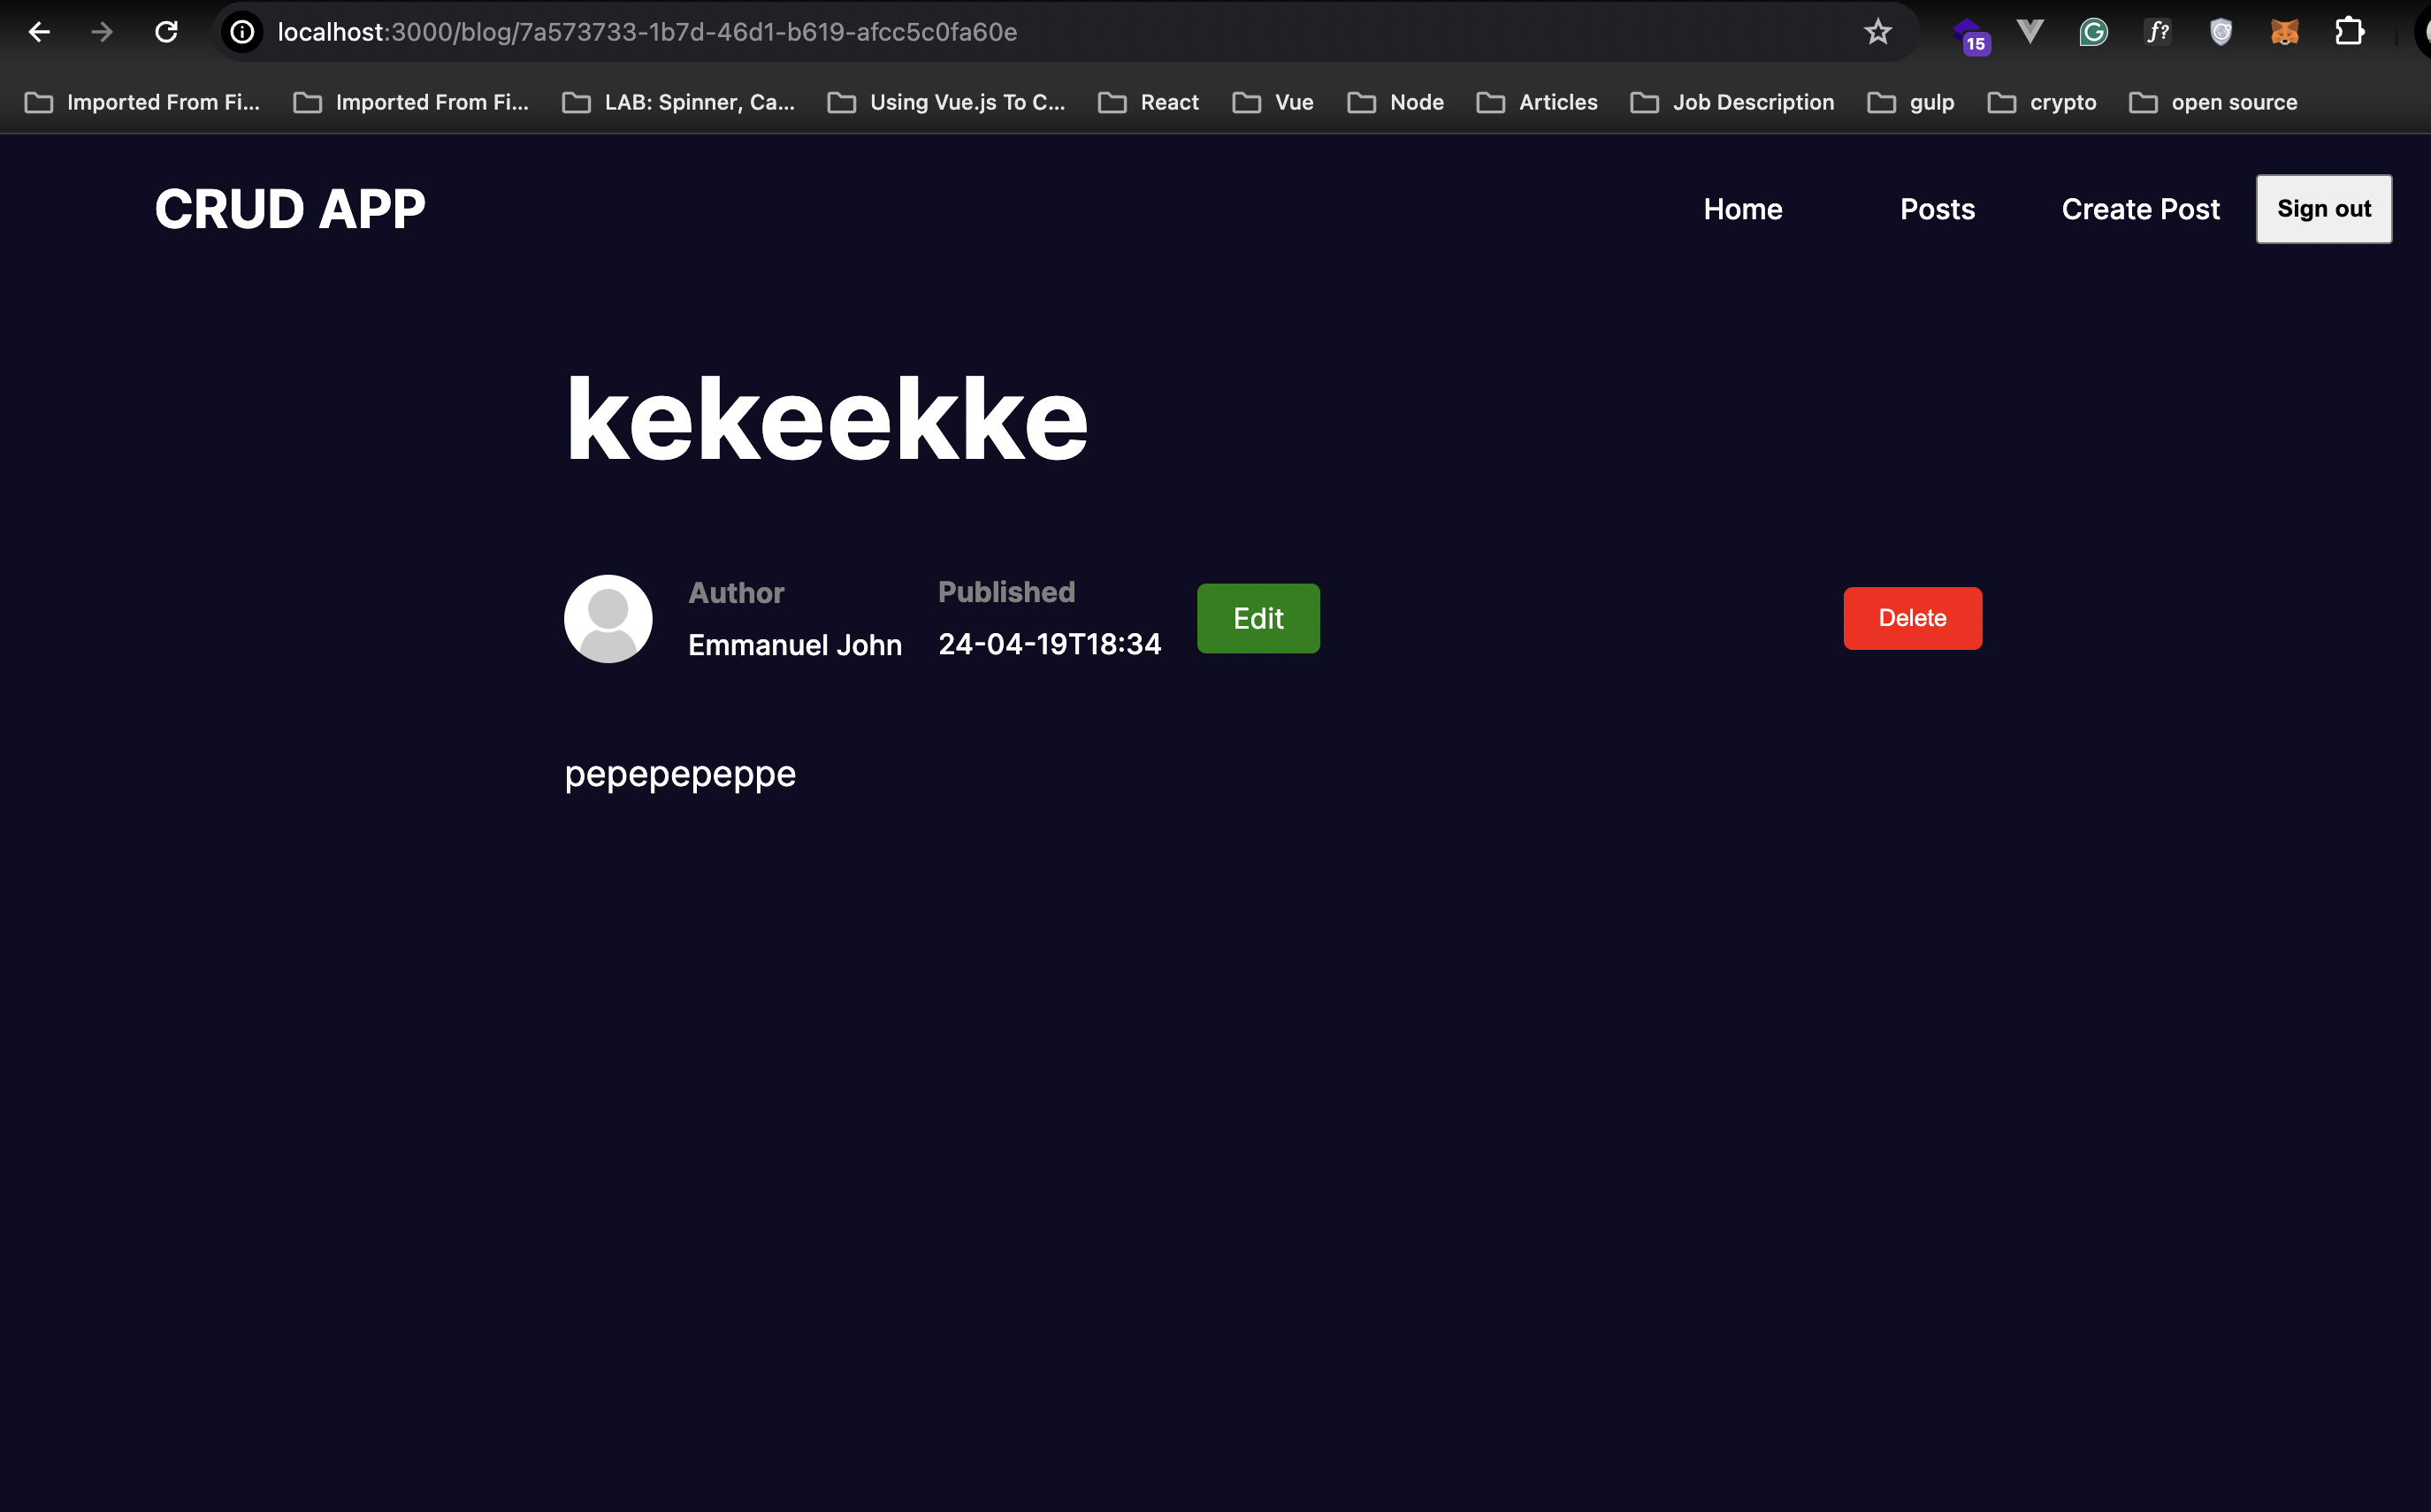 localhost:3000/blog/7a573733-1b7d-46d1-b619-afcc5c0fa60e
15
G
f?
Imported From Fi... Imported From Fi... LAB: Spinner, Ca... Using Vue.js To C... React Vue Node Articles Job Description gulp crypto open source
CRUD APP Home Posts Create Post Sign out
kekeekke
Author Published
Emmanuel John 24-04-19T18:34
Edit
Delete
pepepepeppe